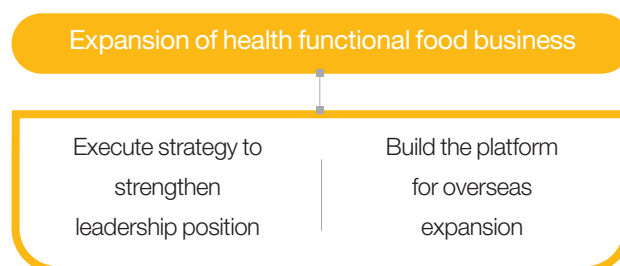 Expansion of health functional food business
Execute strategy to
strengthen
leadership position
Build the platform
for overseas
expansion